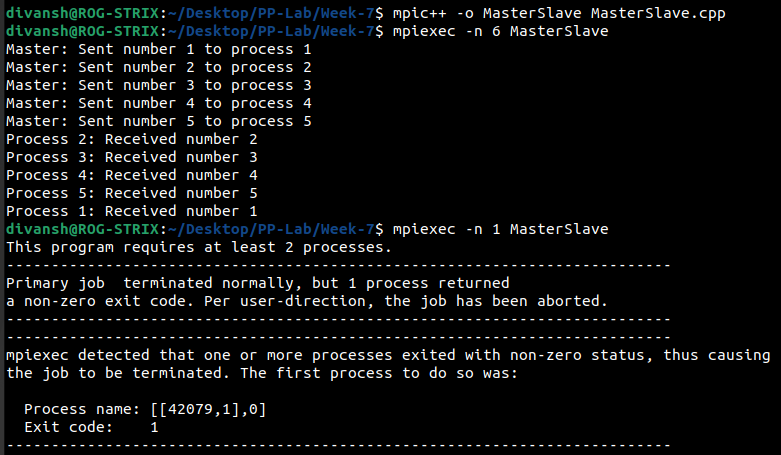 divansh@ROG-STRIX:~/Desktop/PP-Lab/Week-7$ mpic++ -o MasterSlave MasterSlave.cpp
divansh@ROG-STRIX:~/Desktop/PP-Lab/Week-7$ mpiexec -n 6 MasterSlave
Master: Sent number 1 to process 1
Master: Sent number 2 to process 2
Master: Sent number 3 to process 3
Master: Sent number 4 to process 4
Master: Sent number 5 to process 5
Process 2: Received number 2
Process 3: Received number 3
Process 4: Received number 4
Process 5: Received number 5
Process 1: Received number 1
divansh@ROG-STRIX:~/Desktop/PP-Lab/Week-7$ mpiexec -n 1 MasterSlave
This program requires at least 2 processes.
--------------------------------------------------------------------------
Primary job  terminated normally, but 1 process returned
a non-zero exit code. Per user-direction, the job has been aborted.
--------------------------------------------------------------------------
--------------------------------------------------------------------------
mpiexec detected that one or more processes exited with non-zero status, thus causing
the job to be terminated. The first process to do so was:

  Process name: [[42079,1],0]
  Exit code:    1
--------------------------------------------------------------------------